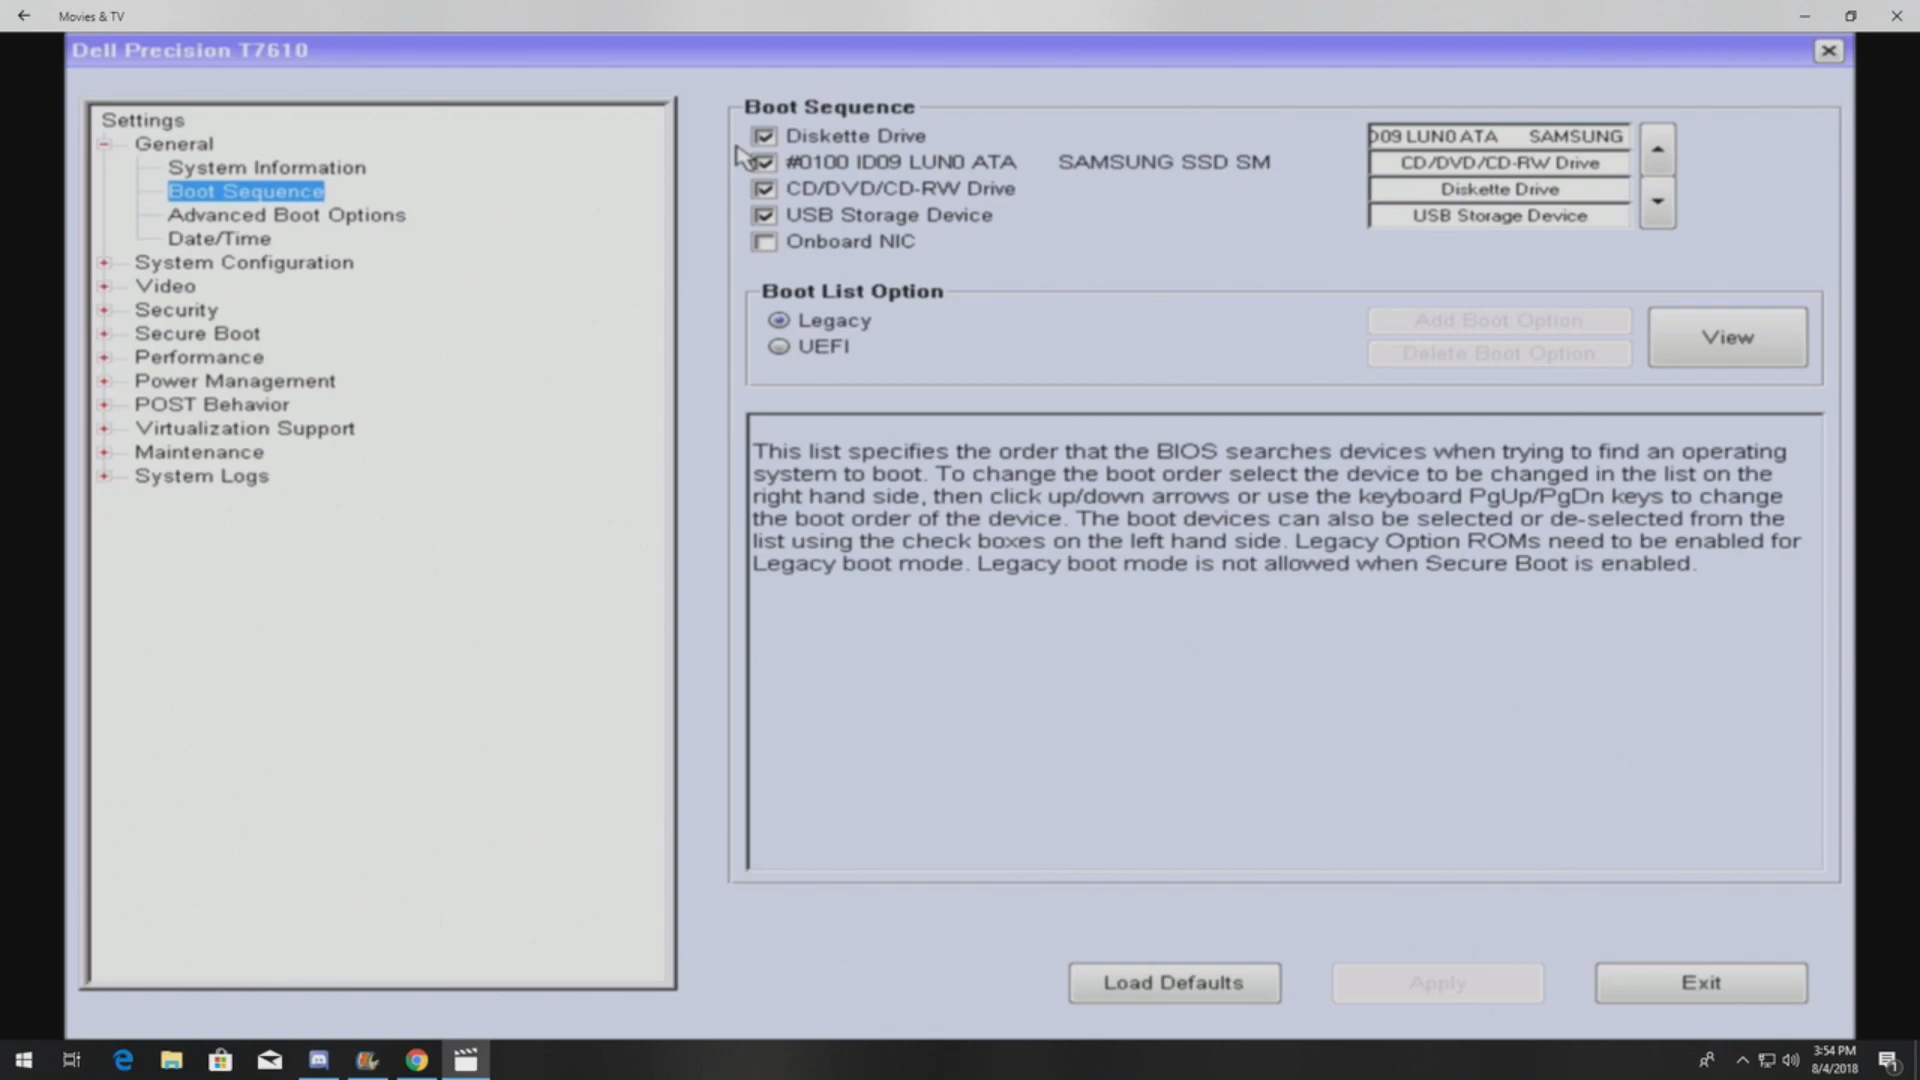 Movies & TV
Dell Precision T7610
Settings
General
System Information
Boot Sequence
Advanced Boot Options
Date/Time
System Configuration
Video
Security
Secure Boot
Performance
Power Management
POST Behavior
Virtualization Support
Maintenance
System Logs
Boot Sequence
Diskette Drive
#0100 ID09 LUN0 ATA SAMSUNG SSD SM
CD/DVD/CD-RW Drive
USB Storage Device
Onboard NIC
D09 LUN0 ATA SAMSUNG
CD/DVD/CD-RW Drive
Diskette Drive
USB Storage Device
Boot List Option
Legacy
UEFI
Add Boot Option
Delete Boot Option
View
This list specifies the order that the BIOS searches devices when trying to find an operating
system to boot. To change the boot order select the device to be changed in the list on the
right hand side, then click up/down arrows or use the keyboard PgUp/PgDn keys to change
the boot order of the device. The boot devices can also be selected or de-selected from the
list using the check boxes on the left hand side. Legacy Option ROMs need to be enabled for
Legacy boot mode. Legacy boot mode is not allowed when Secure Boot is enabled.
Load Defaults
Apply
Exit
3:54 PM
8/4/2018
1